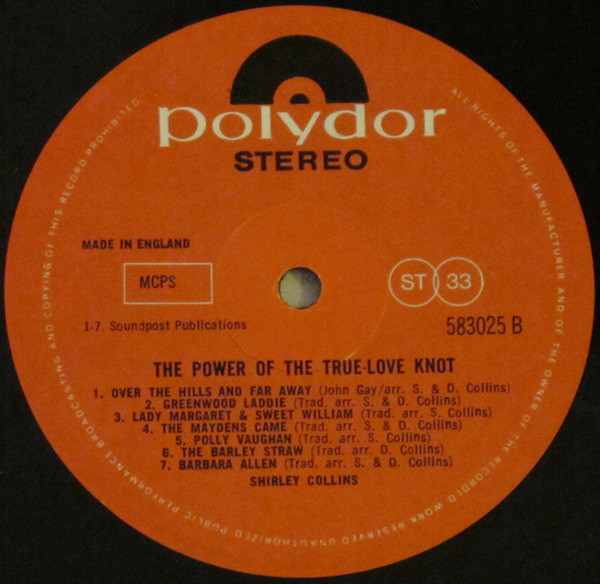 polydor
STEREO
MADE IN ENGLAND
MCPS
ST 33
1-7. Soundpost Publications
583025 B
THE POWER OF THE TRUE-LOVE KNOT
1. OVER THE HILLS AND FAR AWAY (John Gay/arr. S. & D. Collins)
2. GREENWOOD LADDIE (Trad. arr. S. & D. Collins)
3. LADY MARGARET & SWEET WILLIAM (Trad. arr. S. & D. Collins)
4. THE MAYDENS CAME (Trad. arr. S. & D. Collins)
5. POLLY VAUGHAN (Trad. arr. S. Collins)
6. THE BARLEY STRAW (Trad. arr. D. Collins)
7. BARBARA ALLEN (Trad. arr. S. & D. Collins)
SHIRLEY COLLINS
ALL RIGHTS OF THE MANUFACTURER AND OF THE OWNER OF THE RECORDED WORK RESERVED UNAUTHORIZED PUBLIC PERFORMANCE BROADCASTING AND COPYING OF THIS RECORD PROHIBITED